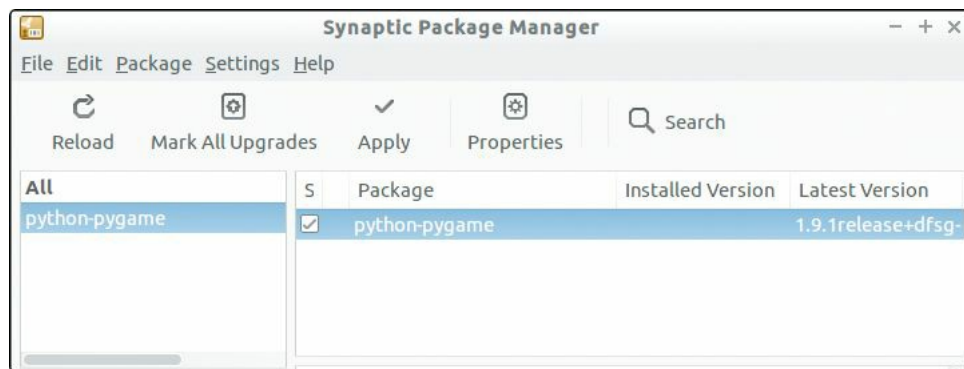 Synaptic Package Manager
File Edit Package Settings Help
Reload Mark All Upgrades Apply Properties Search
All
S Package Installed Version Latest Version
python-pygame
python-pygame 1.9.1release+dfsg-